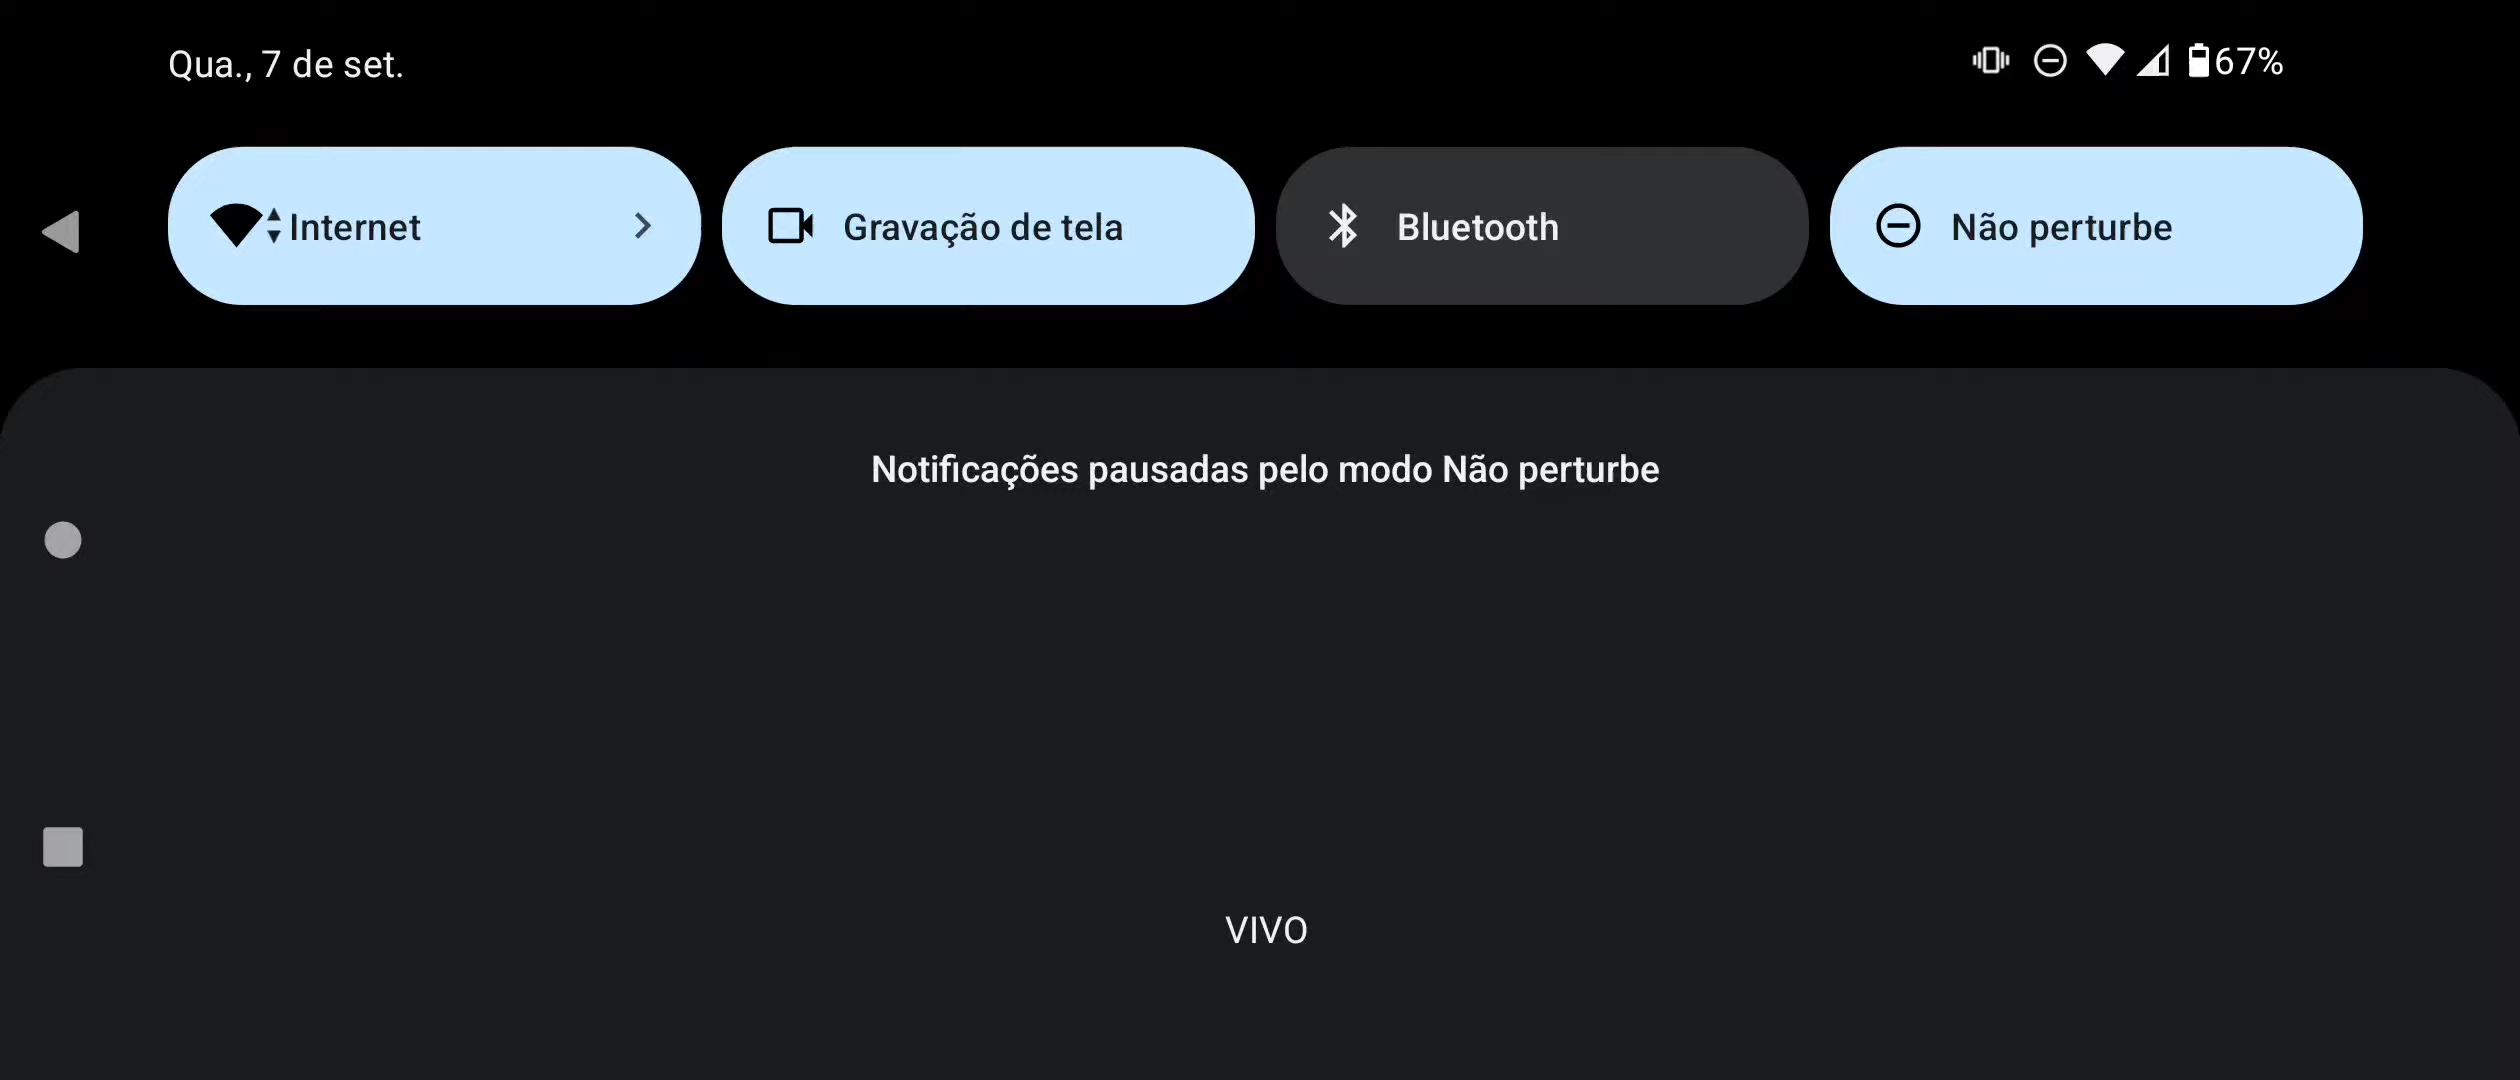 Qua., 7 de set.
67%
Internet
Gravação de tela
Bluetooth
Não perturbe
Notificações pausadas pelo modo Não perturbe
VIVO